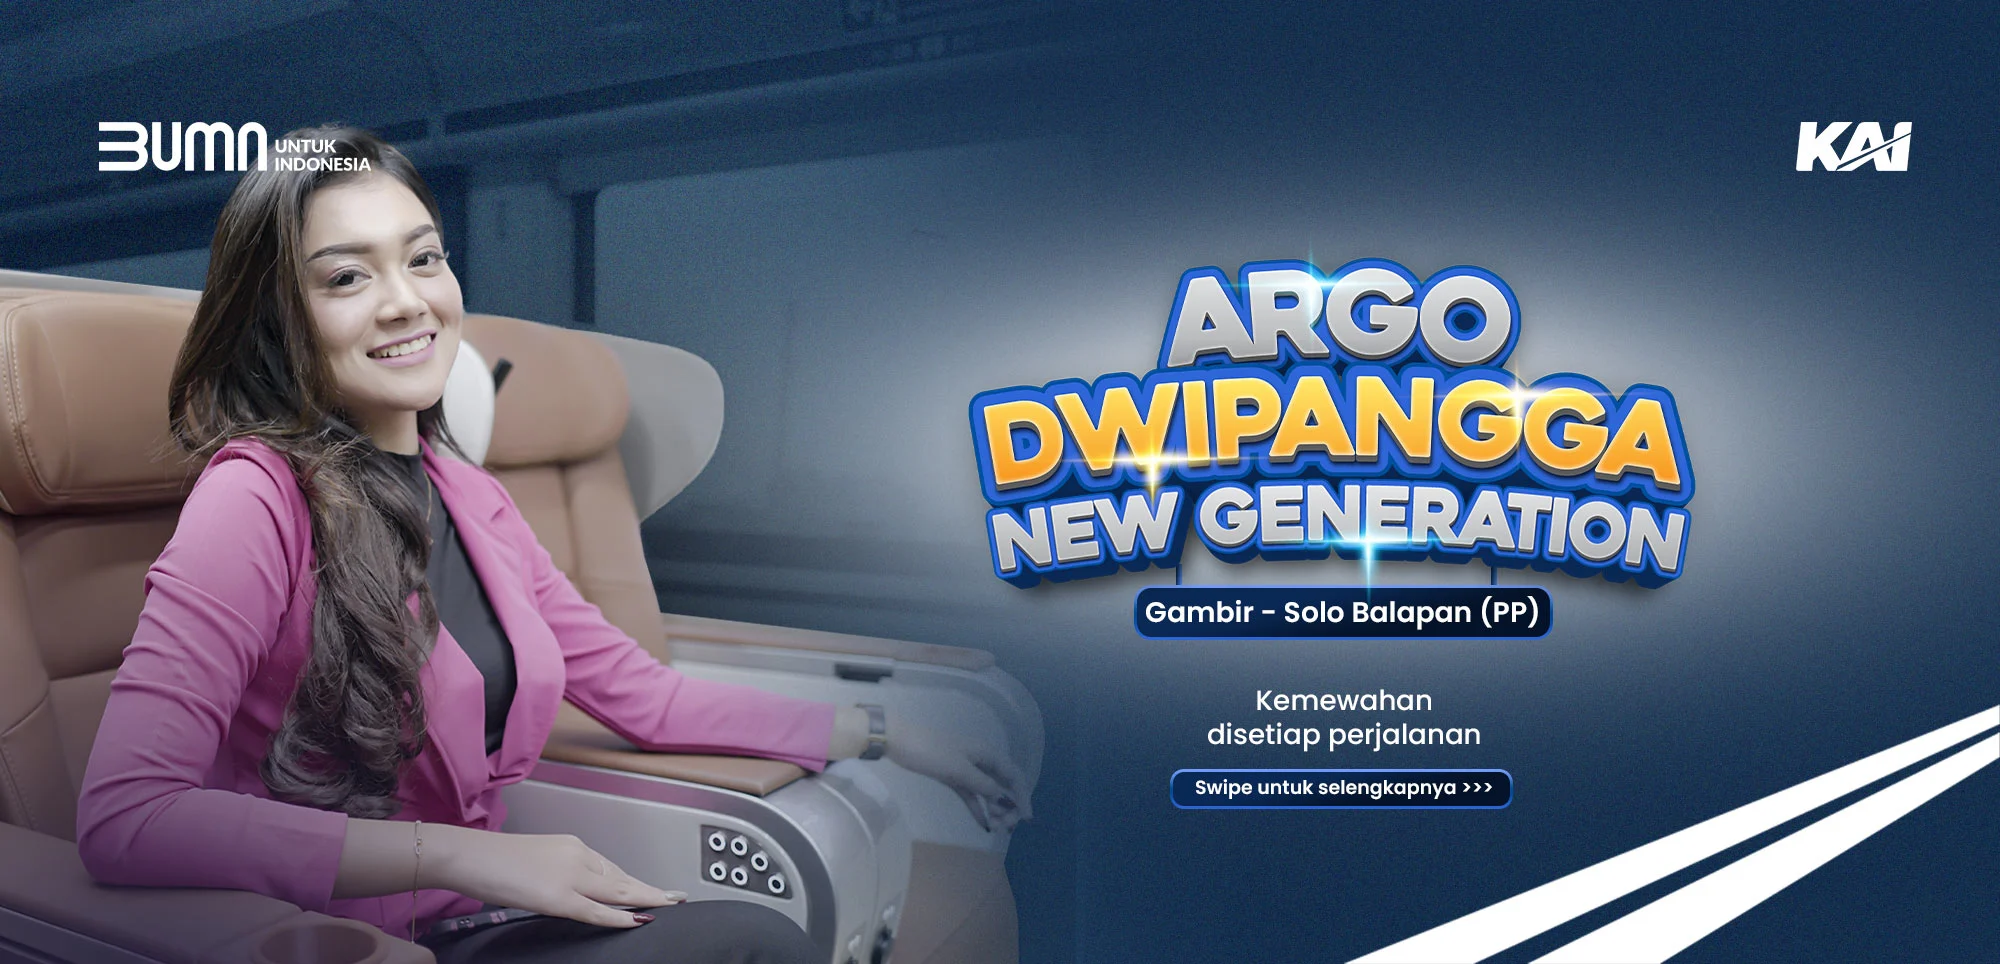 BUMN
UNTUK
INDONESIA
KAI
ARGO
DWIPANGGA
NEW GENERATION
Gambir - Solo Balapan (PP)
Kemewahan
disetiap perjalanan
Swipe untuk selengkapnya >>>